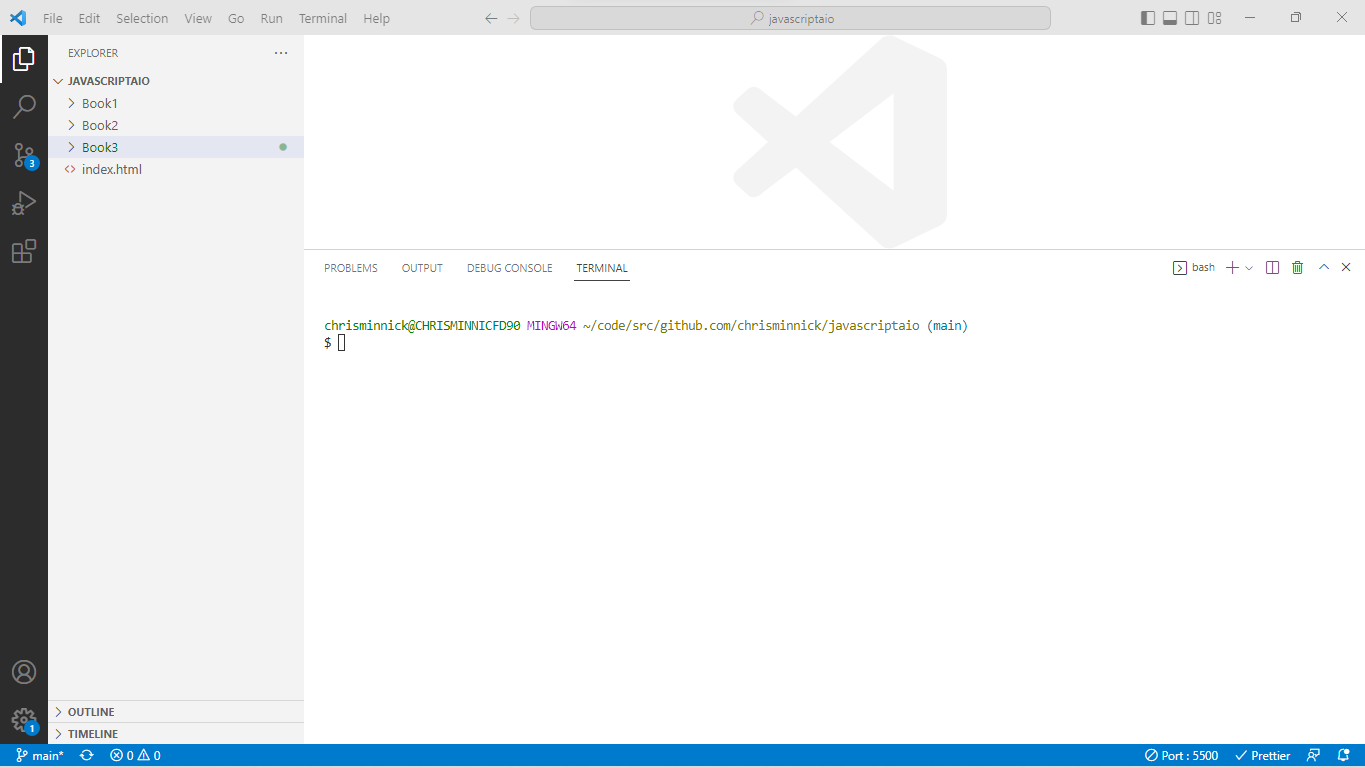 File Edit Selection View Go Run Terminal Help javascriptaio
EXPLORER
JAVASCRIPTAIO
Book1
Book2
Book3
index.html
3
1
OUTLINE
TIMELINE
PROBLEMS OUTPUT DEBUG CONSOLE TERMINAL bash
chrisminnick@CHRISMINNICFD90 MINGW64 ~/code/src/github.com/chrisminnick/javascriptaio (main)
$
main* 0 0 Port : 5500 Prettier